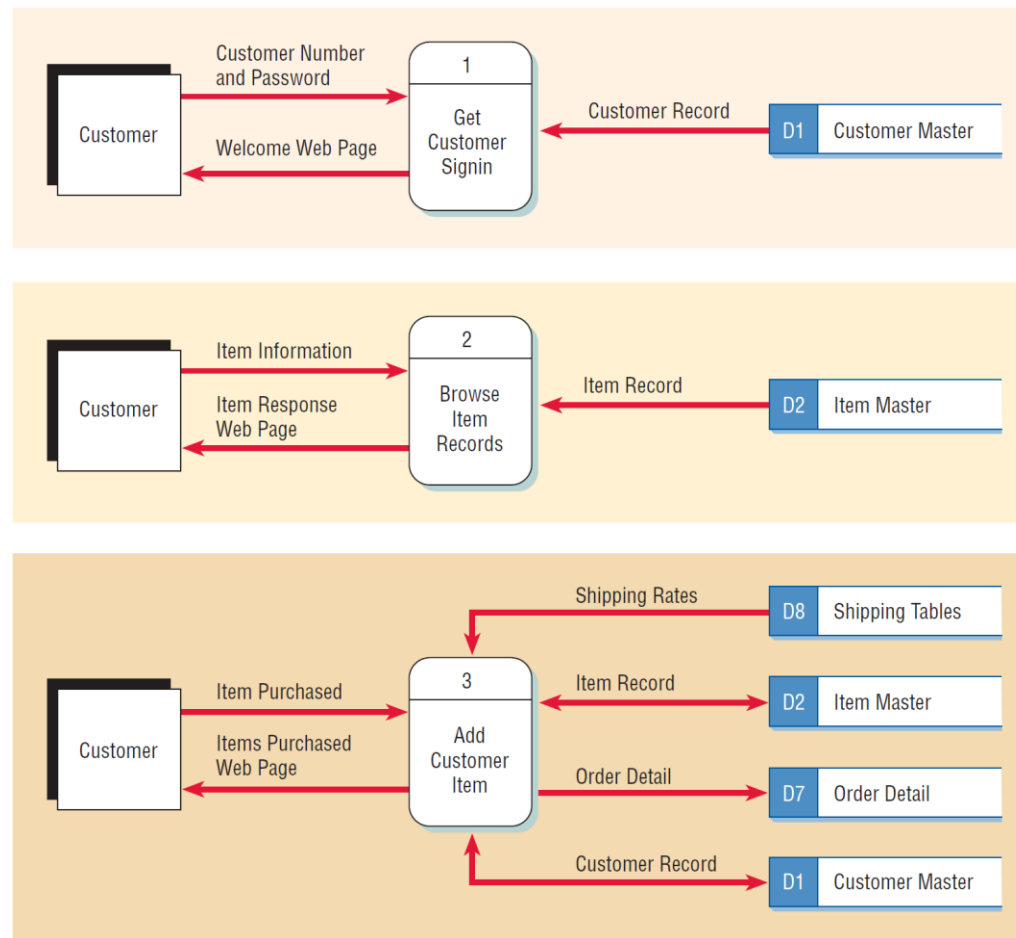 Customer Number
and Password
1
Customer
Get
Customer
Signin
Customer Record
D1 Customer Master
Welcome Web Page
Item Information
2
Customer
Browse
Item
Records
Item Record
D2 Item Master
Item Response
Web Page
Shipping Rates
D8 Shipping Tables
Item Purchased
3
Item Record
D2 Item Master
Customer
Add
Customer
Item
Items Purchased
Web Page
Order Detail
D7 Order Detail
Customer Record
D1 Customer Master